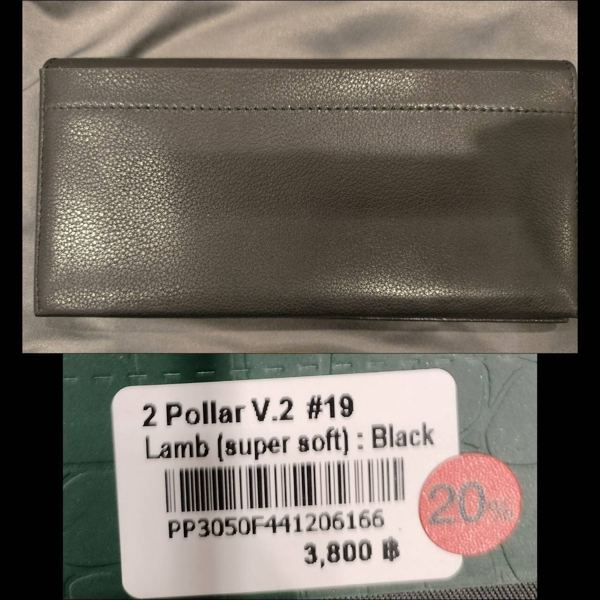 2 Pollar V.2 #19
Lamb (super soft) : Black
PP3050F441206166
3,800 ฿
20%